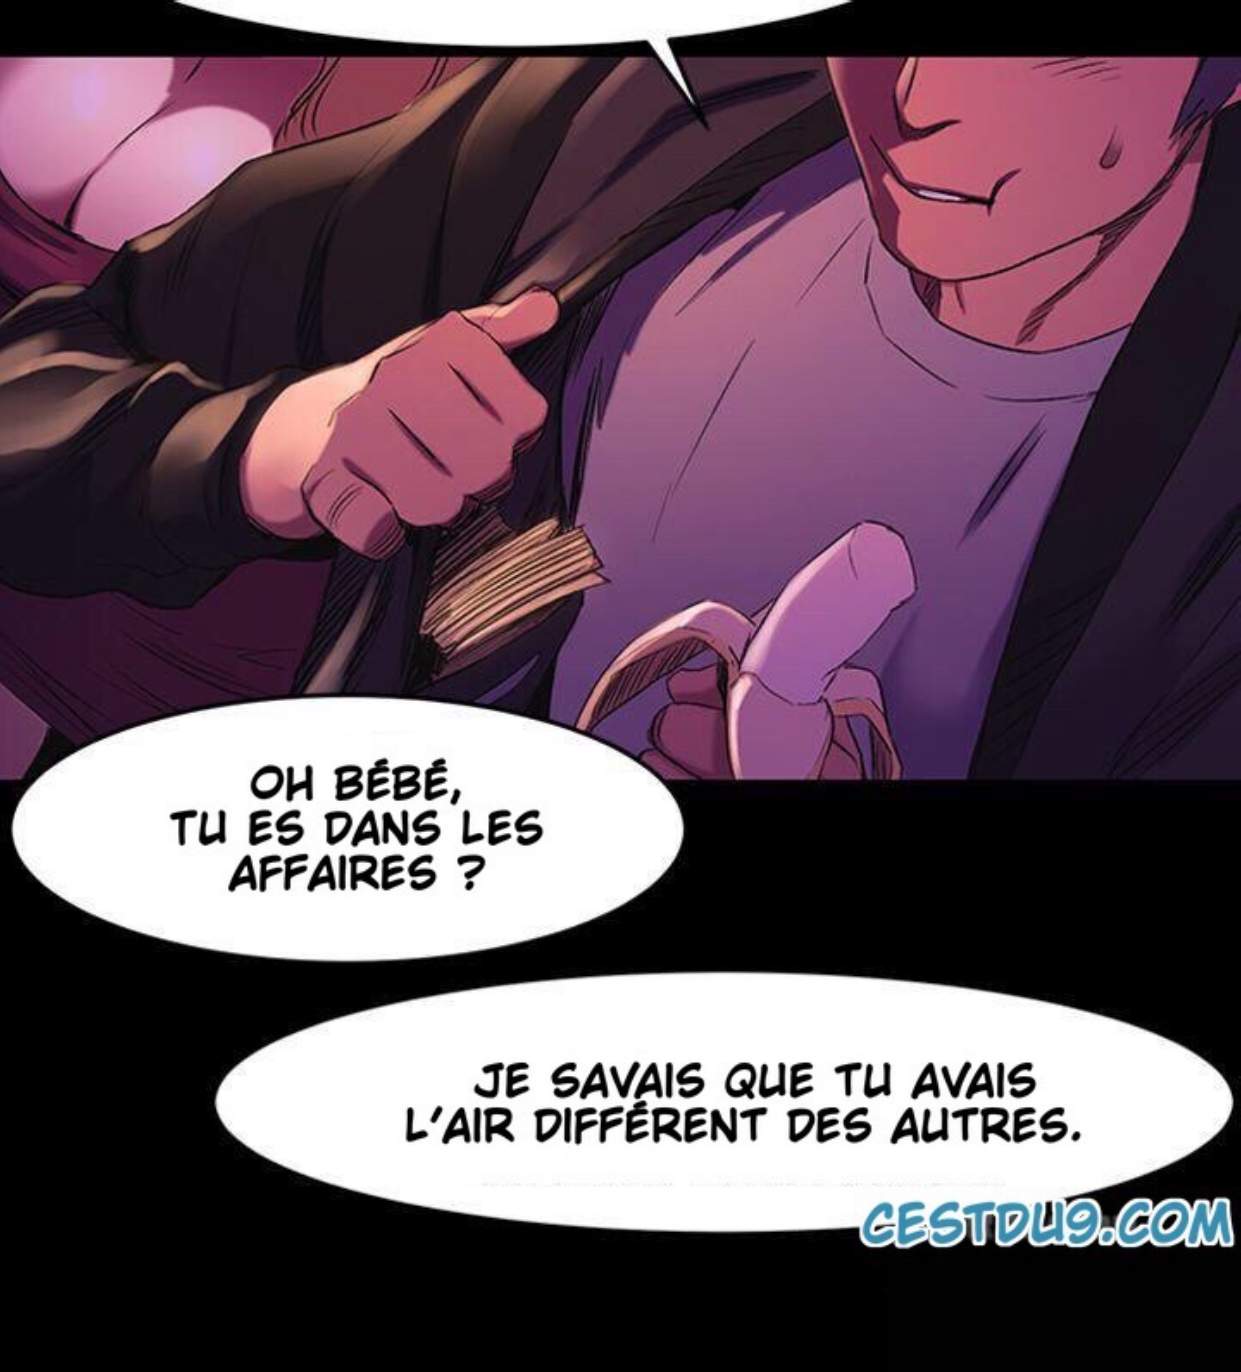 OH BÉBÉ,
TU ES DANS LES
AFFAIRES ?
JE SAVAIS QUE TU AVAIS
L'AIR DIFFÉRENT DES AUTRES.
CESTDU9.COM